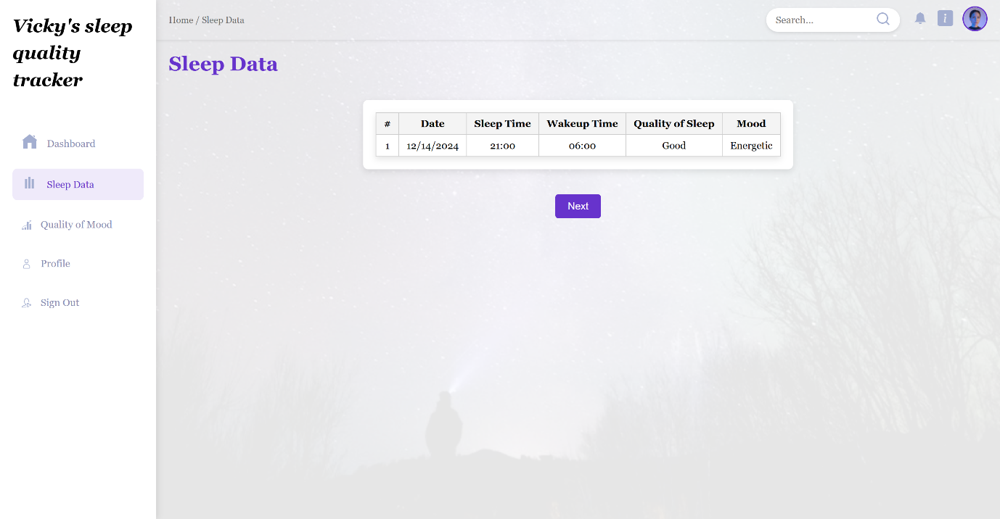 Vicky's sleep
quality
tracker
Home / Sleep Data
Search...
i
Sleep Data
Dashboard
Sleep Data
Quality of Mood
Profile
Sign Out
# Date Sleep Time Wakeup Time Quality of Sleep Mood
1 12/14/2024 21:00 06:00 Good Energetic
Next